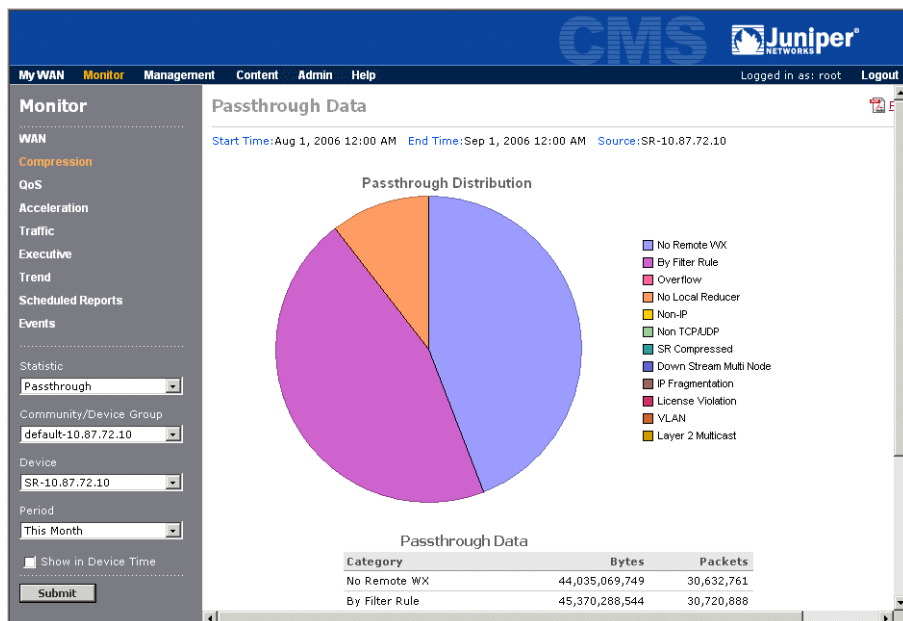 CMS
Juniper®
NETWORKS
My WAN Monitor Management Content Admin Help Logged in as: root Logout
Monitor
WAN
Compression
QoS
Acceleration
Traffic
Executive
Trend
Scheduled Reports
Events
Statistic
Passthrough
Community/Device Group
default-10.87.72.10
Device
SR-10.87.72.10
Period
This Month
Show in Device Time
Submit
Passthrough Data
Start Time:Aug 1, 2006 12:00 AM End Time:Sep 1, 2006 12:00 AM Source:SR-10.87.72.10
Passthrough Distribution
No Remote WX
By Filter Rule
Overflow
No Local Reducer
Non-IP
Non TCP/UDP
SR Compressed
Down Stream Multi Node
IP Fragmentation
License Violation
VLAN
Layer 2 Multicast
Passthrough Data
Category Bytes Packets
No Remote WX 44,035,069,749 30,632,761
By Filter Rule 45,370,288,544 30,720,888